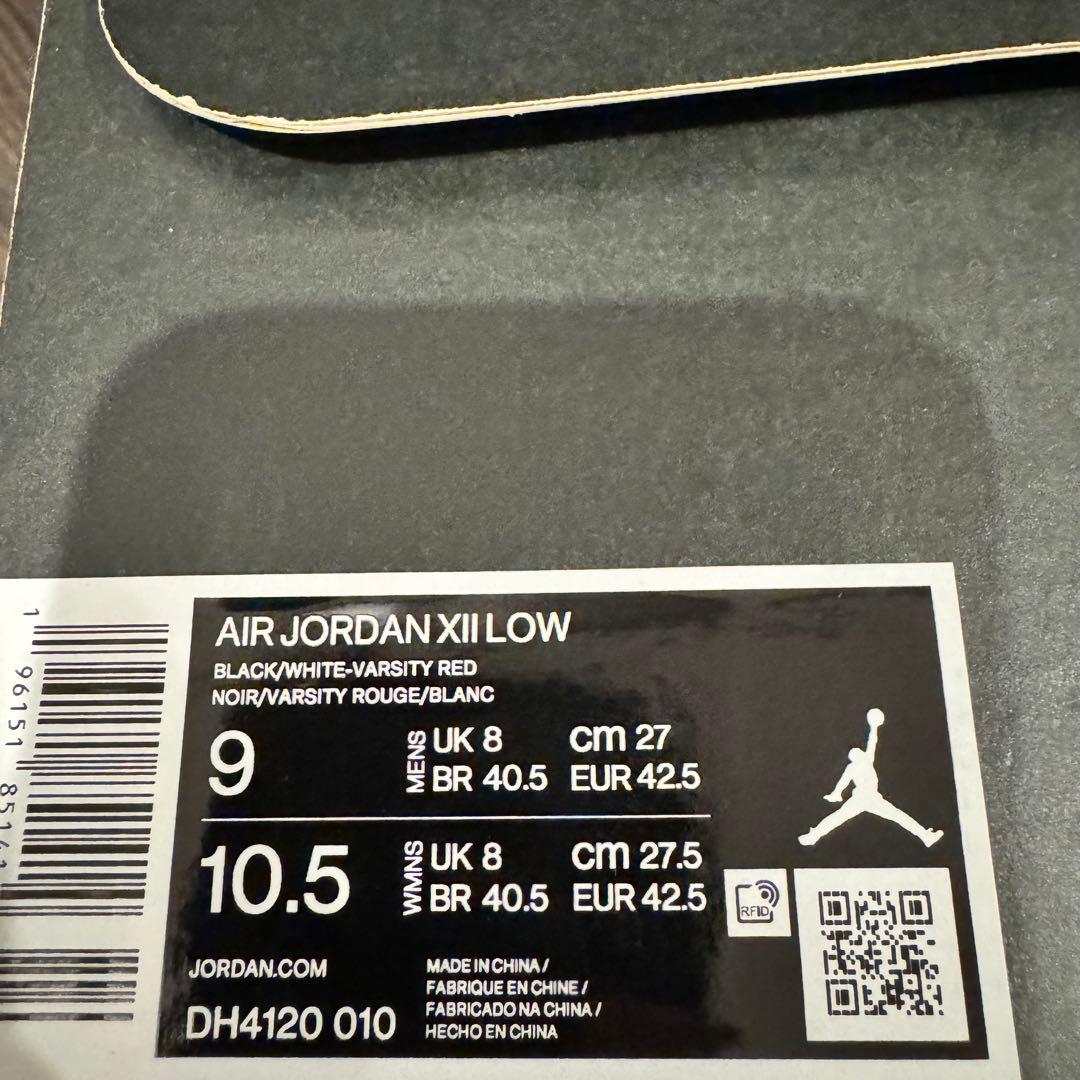 AIR JORDAN XII LOW
BLACK/WHITE-VARSITY RED
NOIR/VARSITY ROUGE/BLANC
9
MENS
UK 8 cm 27
BR 40.5 EUR 42.5
10.5
WMNS
UK 8 cm 27.5
BR 40.5 EUR 42.5
RFID
JORDAN.COM
DH4120 010
MADE IN CHINA /
FABRIQUE EN CHINE /
FABRICADO NA CHINA /
HECHO EN CHINA
1 96151